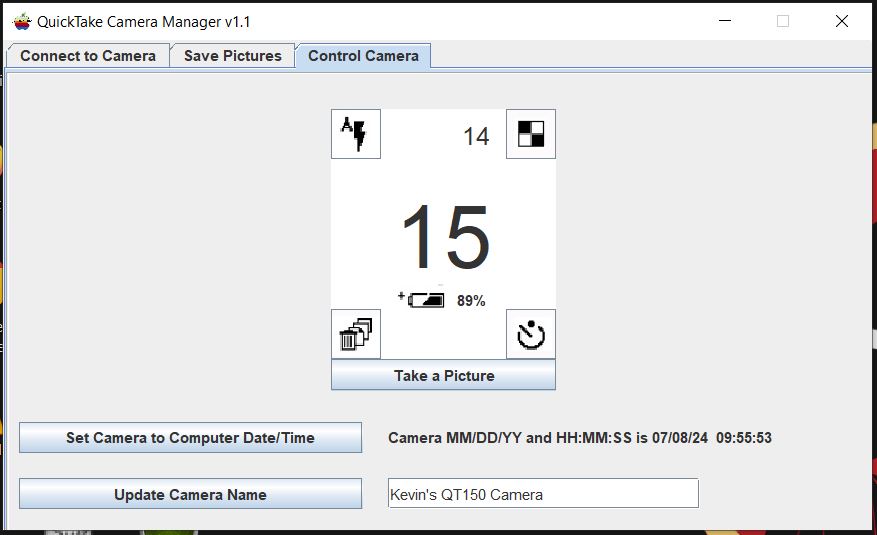 QuickTake Camera Manager v1.1
Connect to Camera Save Pictures Control Camera
A 14
15
89%
Take a Picture
Set Camera to Computer Date/Time Camera MM/DD/YY and HH:MM:SS is 07/08/24 09:55:53
Update Camera Name Kevin's QT150 Camera